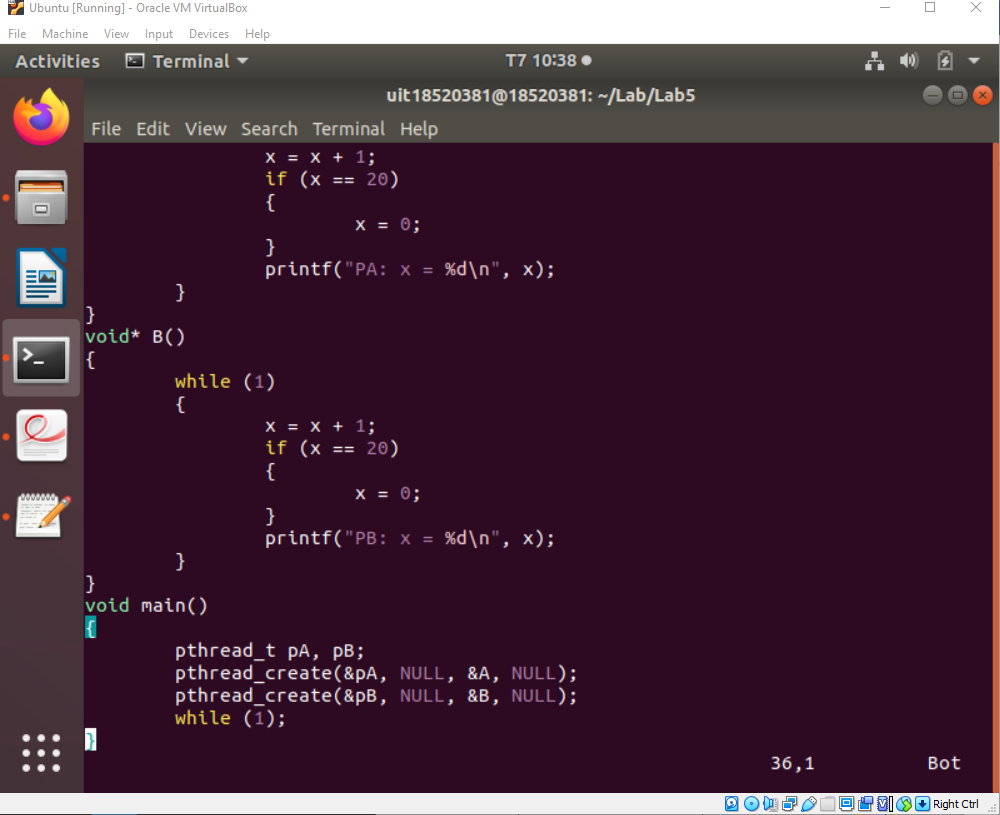 Ubuntu [Running] - Oracle VM VirtualBox
File Machine View Input Devices Help
Activities Terminal T7 10:38
uit18520381@18520381: ~/Lab/Lab5
File Edit View Search Terminal Help
x = x + 1;
if (x == 20)
{
x = 0;
}
printf("PA: x = %d\n", x);
}
}
void* B()
{
while (1)
{
x = x + 1;
if (x == 20)
{
x = 0;
}
printf("PB: x = %d\n", x);
}
}
void main()
{
pthread_t pA, pB;
pthread_create(&pA, NULL, &A, NULL);
pthread_create(&pB, NULL, &B, NULL);
while (1);
}
36,1 Bot
Right Ctrl